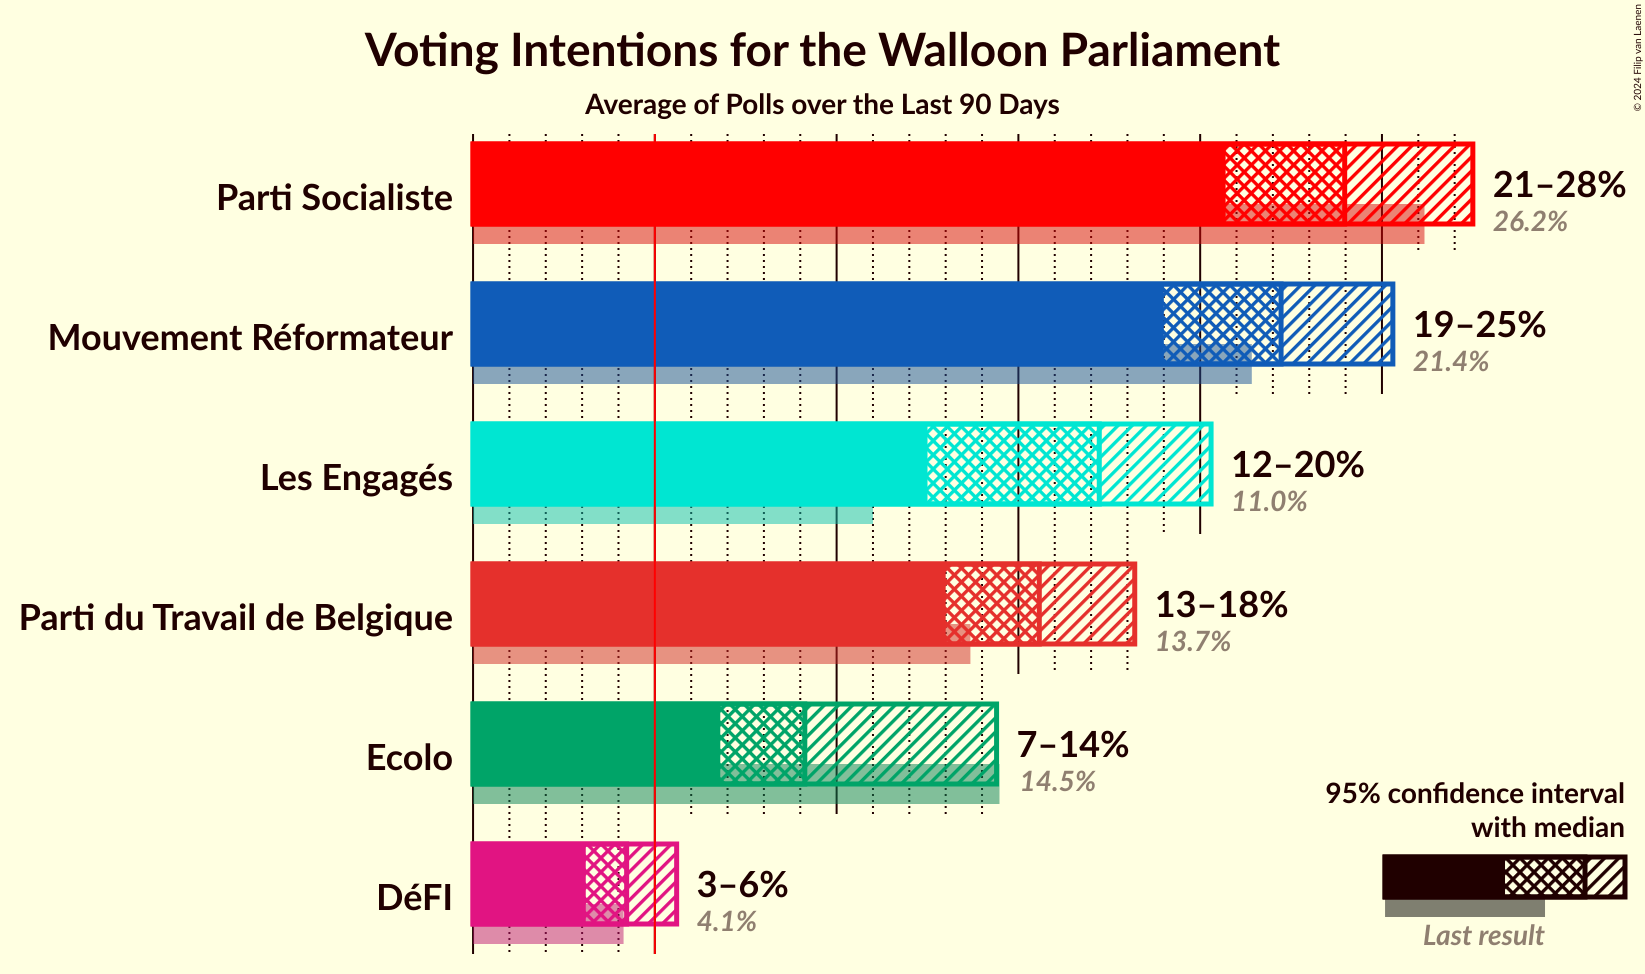 Voting Intentions for the Walloon Parliament
Average of Polls over the Last 90 Days
© 2024 Filip van Laenen
Parti Socialiste
21–28%
26.2%
Mouvement Réformateur
19–25%
21.4%
Les Engagés
12–20%
11.0%
Parti du Travail de Belgique
13–18%
13.7%
Ecolo
7–14%
14.5%
DéFI
3–6%
4.1%
95% confidence interval
with median
Last result